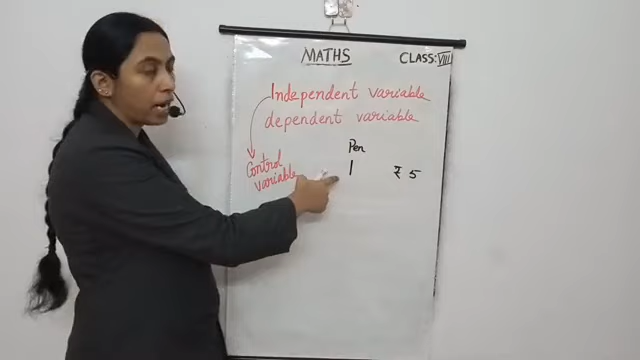 MATHS CLASS: VIII
Independent variable
dependent variable
Control
variable
Pen
1 ₹ 5